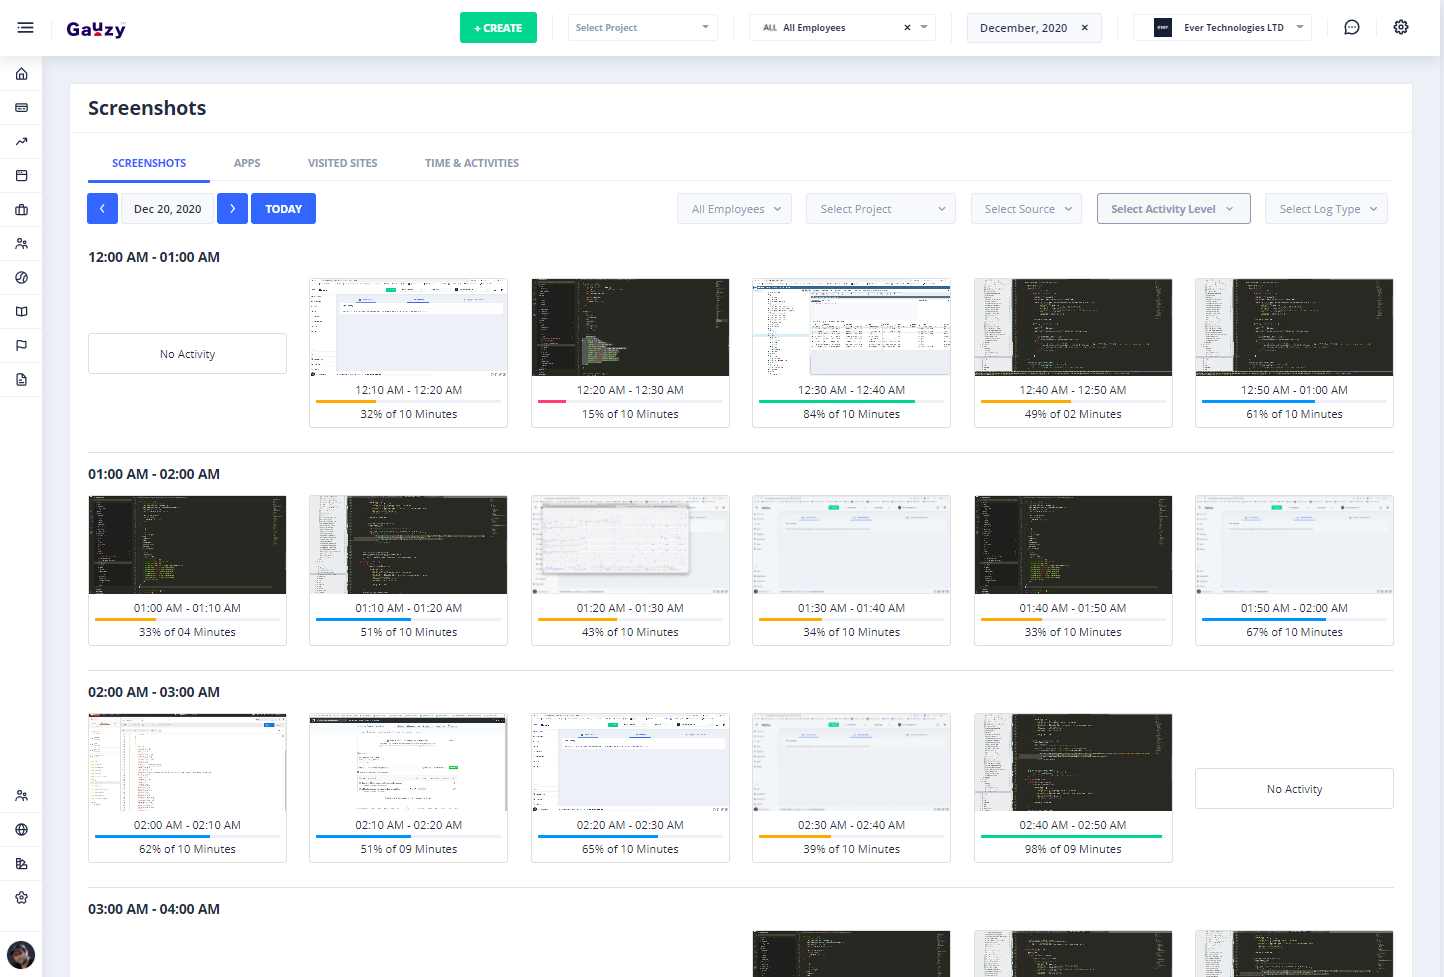 Gauzy
+ CREATE
Select Project
ALL All Employees ×
December, 2020 ×
ever Ever Technologies LTD
Screenshots
SCREENSHOTS
APPS
VISITED SITES
TIME & ACTIVITIES
Dec 20, 2020
TODAY
All Employees
Select Project
Select Source
Select Activity Level
Select Log Type
12:00 AM - 01:00 AM
No Activity
12:10 AM - 12:20 AM
32% of 10 Minutes
12:20 AM - 12:30 AM
15% of 10 Minutes
12:30 AM - 12:40 AM
84% of 10 Minutes
12:40 AM - 12:50 AM
49% of 02 Minutes
12:50 AM - 01:00 AM
61% of 10 Minutes
01:00 AM - 02:00 AM
01:00 AM - 01:10 AM
33% of 04 Minutes
01:10 AM - 01:20 AM
51% of 10 Minutes
01:20 AM - 01:30 AM
43% of 10 Minutes
01:30 AM - 01:40 AM
34% of 10 Minutes
01:40 AM - 01:50 AM
33% of 10 Minutes
01:50 AM - 02:00 AM
67% of 10 Minutes
02:00 AM - 03:00 AM
02:00 AM - 02:10 AM
62% of 10 Minutes
02:10 AM - 02:20 AM
51% of 09 Minutes
02:20 AM - 02:30 AM
65% of 10 Minutes
02:30 AM - 02:40 AM
39% of 10 Minutes
02:40 AM - 02:50 AM
98% of 09 Minutes
No Activity
03:00 AM - 04:00 AM